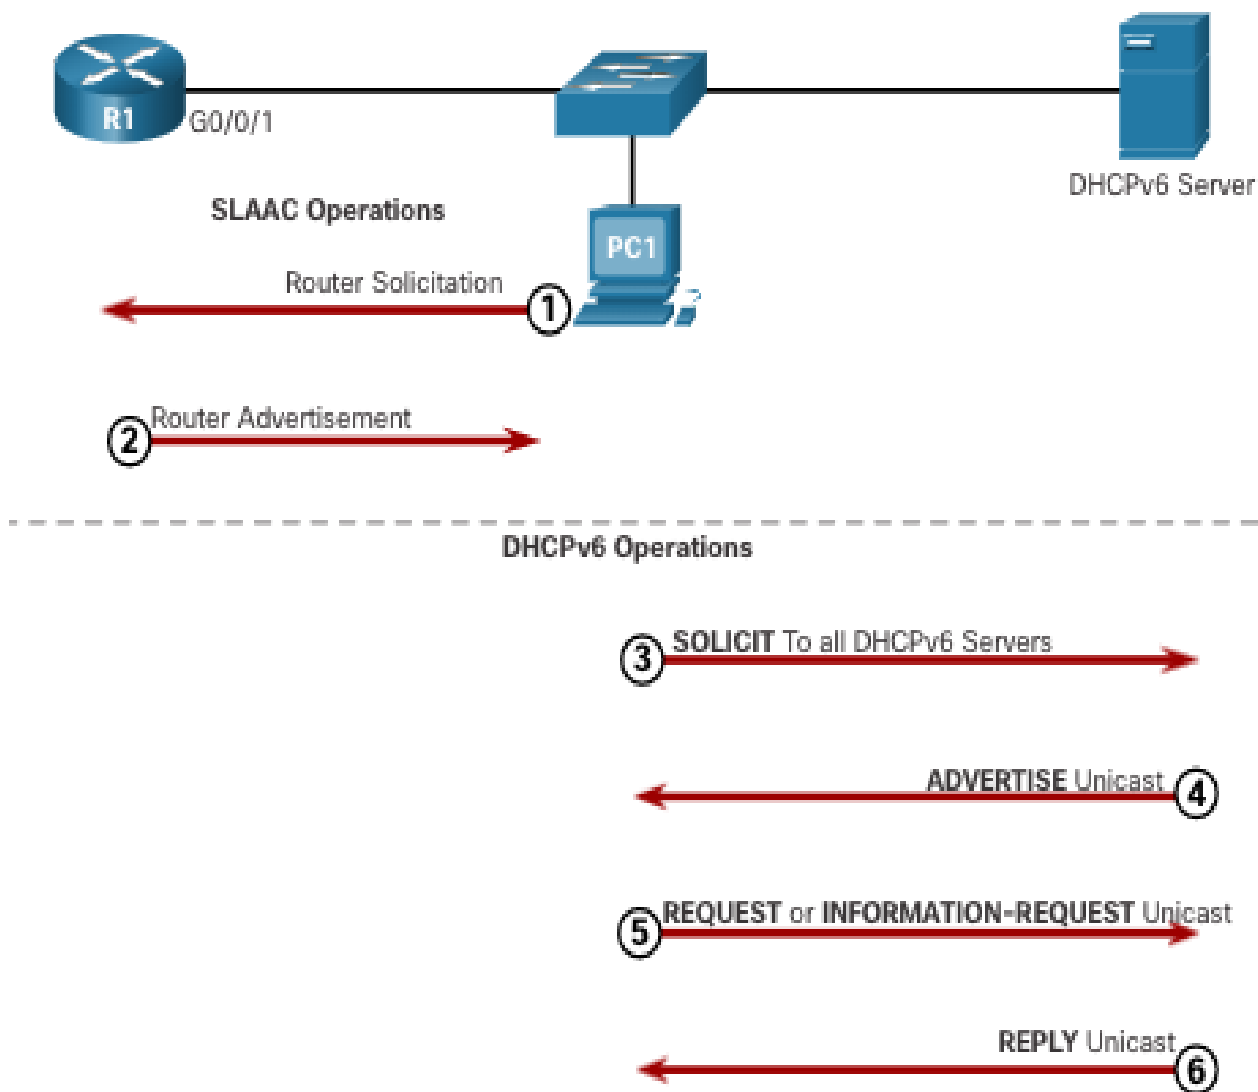 R1
G0/0/1
DHCPv6 Server
SLAAC Operations
PC1
Router Solicitation
1
Router Advertisement
2
DHCPv6 Operations
SOLICIT To all DHCPv6 Servers
3
ADVERTISE Unicast
4
REQUEST or INFORMATION-REQUEST Unicast
5
REPLY Unicast
6